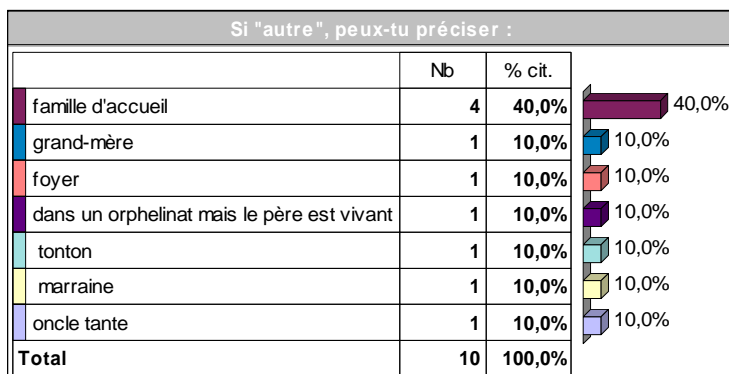 Si "autre", peux-tu préciser :
Nb % cit.
famille d'accueil 4 40,0% 40,0%
grand-mère 1 10,0% 10,0%
foyer 1 10,0% 10,0%
dans un orphelinat mais le père est vivant 1 10,0% 10,0%
tonton 1 10,0% 10,0%
marraine 1 10,0% 10,0%
oncle tante 1 10,0% 10,0%
Total 10 100,0%